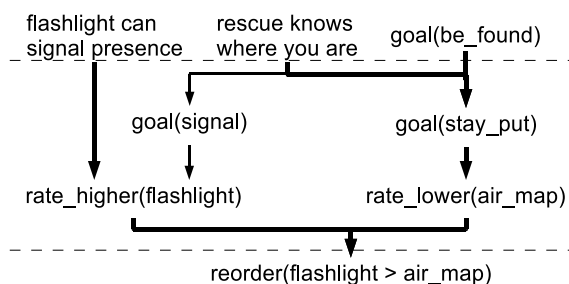 flashlight can
signal presence
rescue knows
where you are
goal(be_found)
goal(signal)
goal(stay_put)
rate_higher(flashlight)
rate_lower(air_map)
reorder(flashlight > air_map)